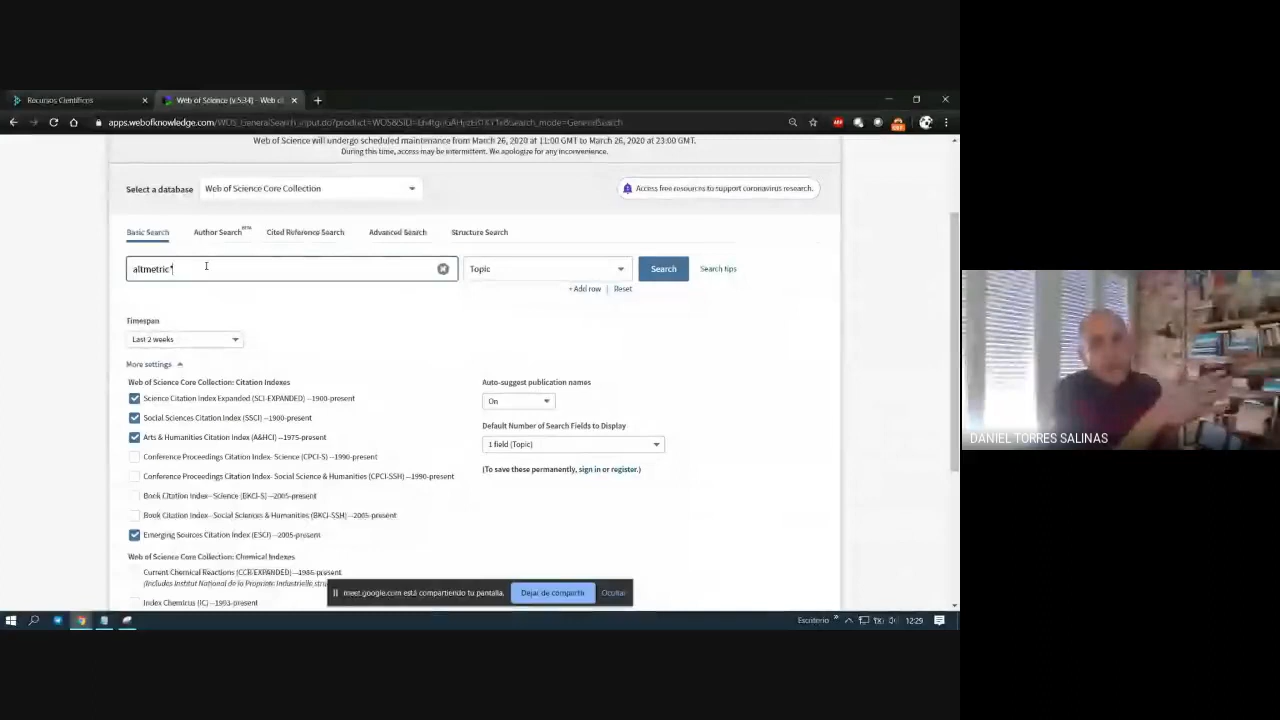 Recursos Científicos
Web of Science [v.5.34] - Web of
apps.webofknowledge.com/WOS_GeneralSearch_input.do?product=WOS&SID=
search_mode=GeneralSearch
Web of Science will undergo scheduled maintenance from March 26, 2020 at 11:00 GMT to March 26, 2020 at 23:00 GMT.
During this time, access may be intermittent. We apologize for any inconvenience.
Select a database Web of Science Core Collection Access free resources to support coronavirus research.
Basic Search Author Search BETA Cited Reference Search Advanced Search Structure Search
altmetric* Topic Search Search tips
+ Add row | Reset
Timespan
Last 2 weeks
More settings
Web of Science Core Collection: Citation Indexes
Science Citation Index Expanded (SCI-EXPANDED) --1900-present
Social Sciences Citation Index (SSCI) --1900-present
Arts & Humanities Citation Index (A&HCI) --1975-present
Conference Proceedings Citation Index- Science (CPCI-S) --1990-present
Conference Proceedings Citation Index- Social Science & Humanities (CPCI-SSH) --1990-present
Book Citation Index– Science (BKCI-S) --2005-present
Book Citation Index– Social Sciences & Humanities (BKCI-SSH) --2005-present
Emerging Sources Citation Index (ESCI) --2005-present
Auto-suggest publication names
On
Default Number of Search Fields to Display
1 field (Topic)
(To save these permanently, sign in or register.)
Web of Science Core Collection: Chemical Indexes
Current Chemical Reactions (CCR-EXPANDED) --1985-present
(Includes Institut National de la Propriete Industrielle stru
Index Chemicus (IC) --1993-present
meet.google.com está compartiendo tu pantalla. Dejar de compartir Ocultar
Escritorio 12:29
DANIEL TORRES SALINAS